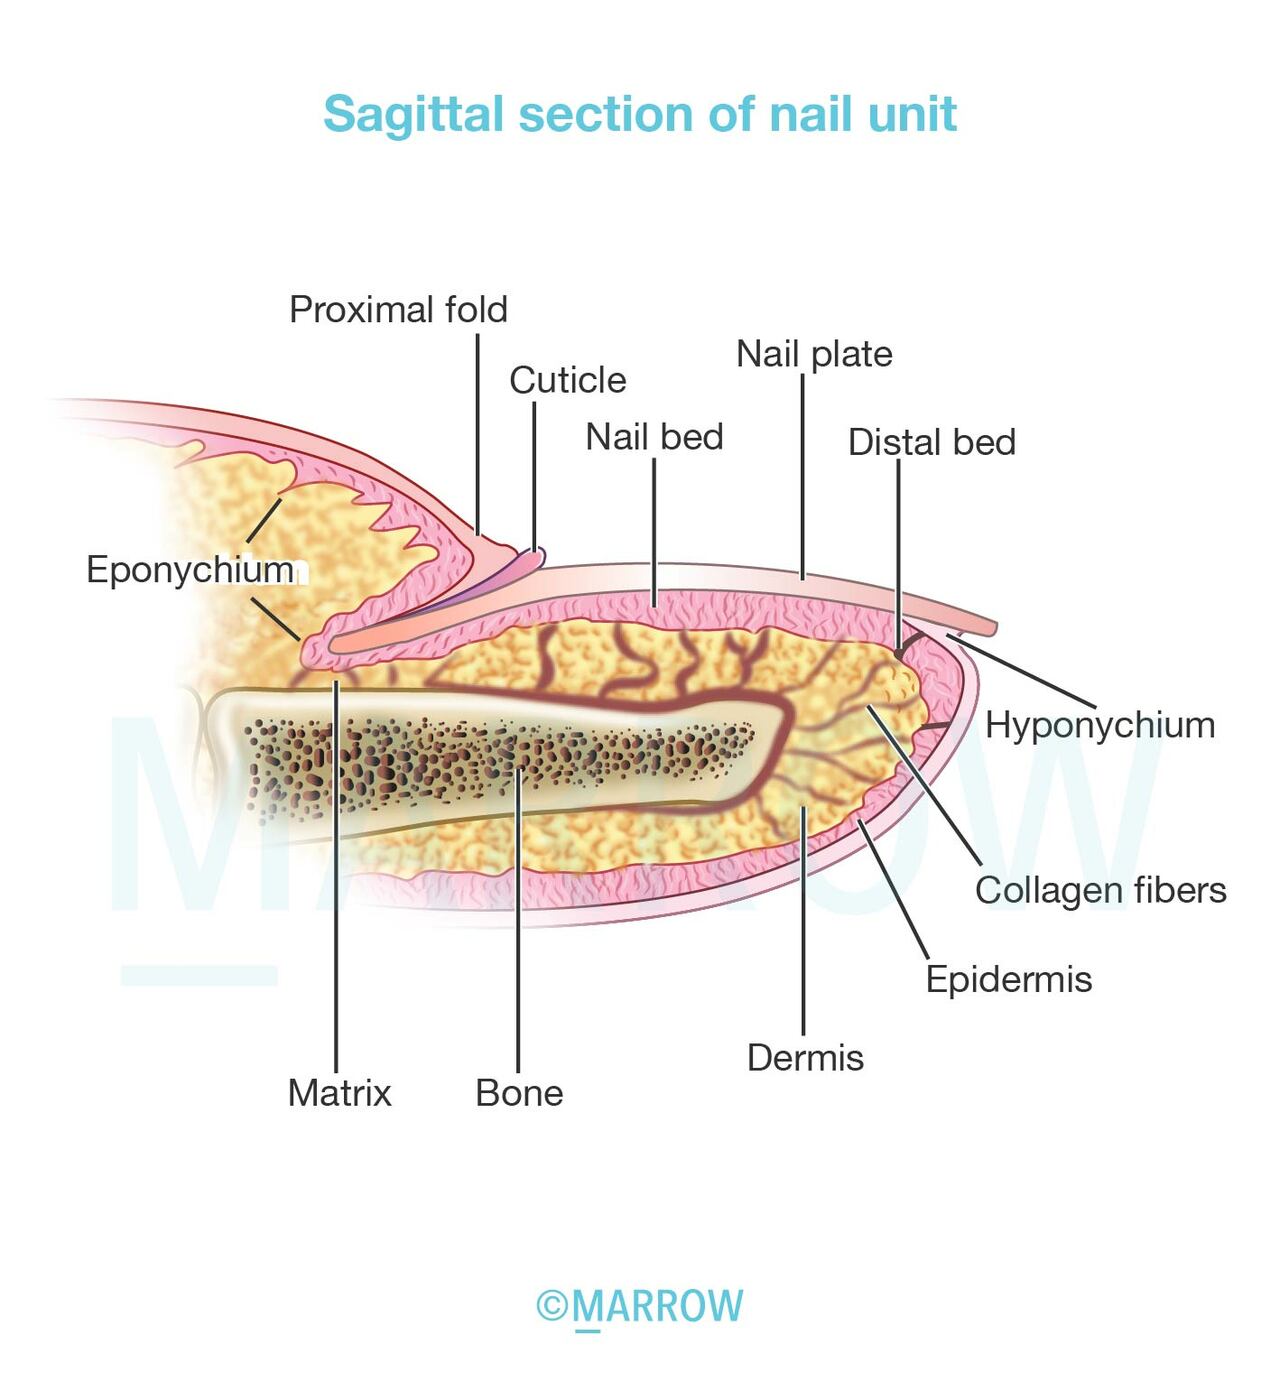 Sagittal section of nail unit
Proximal fold
Nail plate
Cuticle
Nail bed
Distal bed
Eponychium
Hyponychium
Collagen fibers
Epidermis
Dermis
Matrix
Bone
MARROW
©MARROW